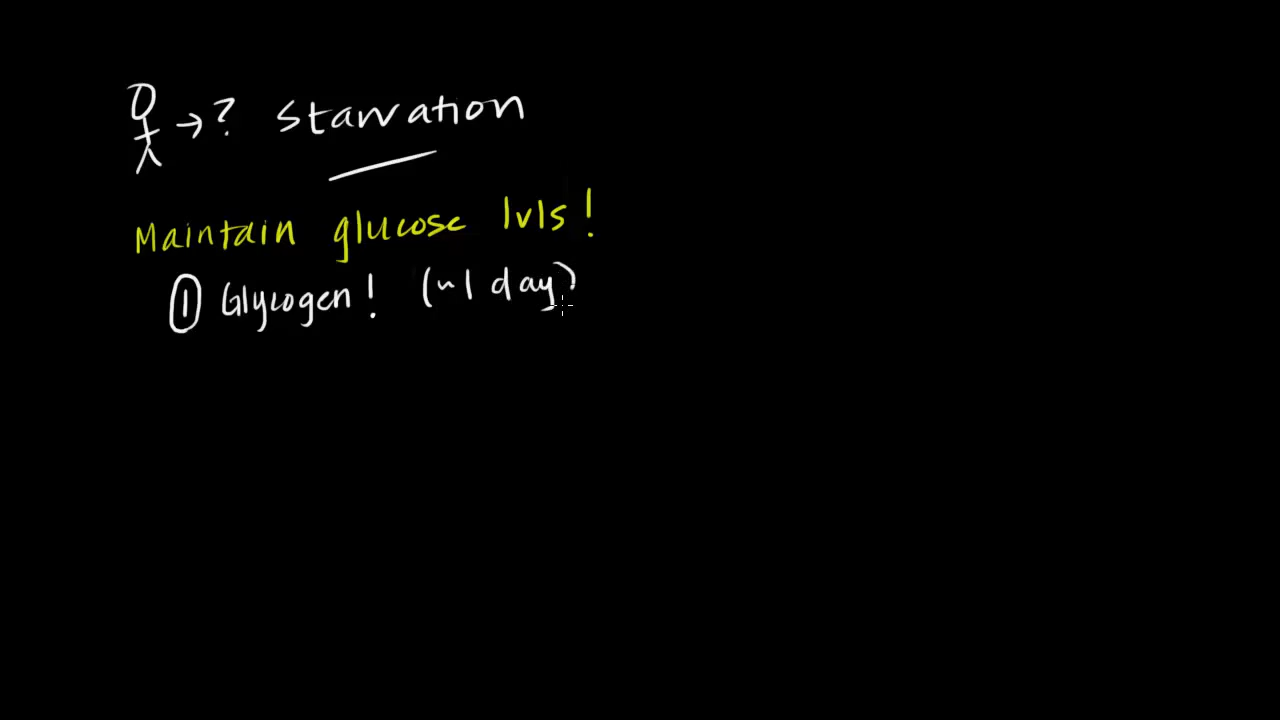 →? starvation
Maintain glucose lvls!
① Glycogen! (~1 day)